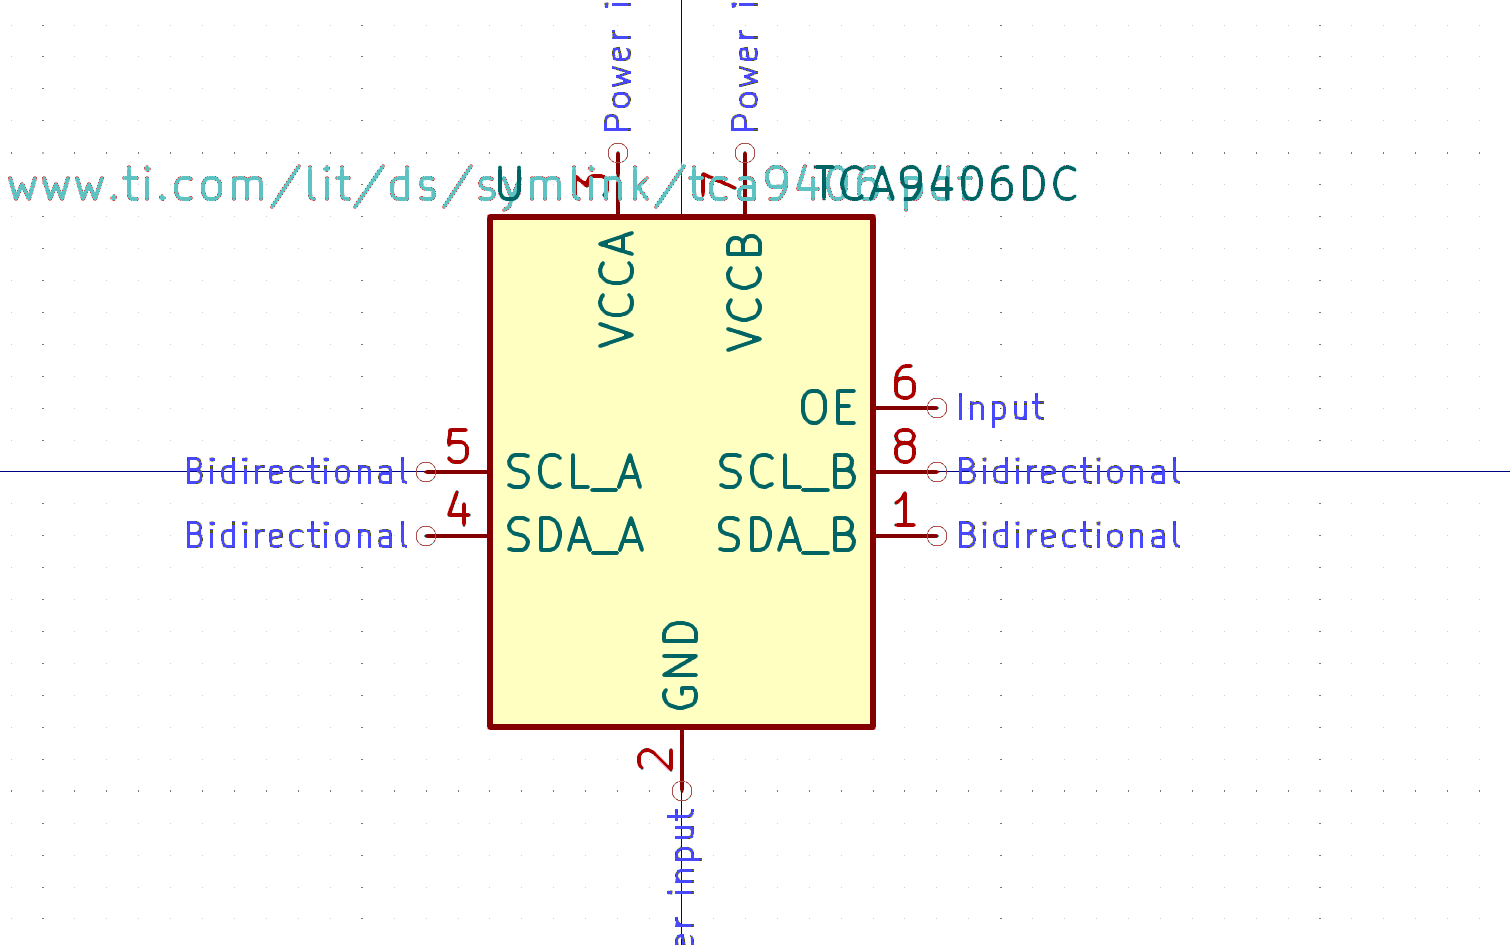 Power i
Power i
www.ti.com/lit/ds/symlink/tca9406.pdf
U
TCA9406DC
3
7
VCCA
VCCB
OE
6
Input
Bidirectional
5
SCL_A
SCL_B
8
Bidirectional
Bidirectional
4
SDA_A
SDA_B
1
Bidirectional
GND
2
er input